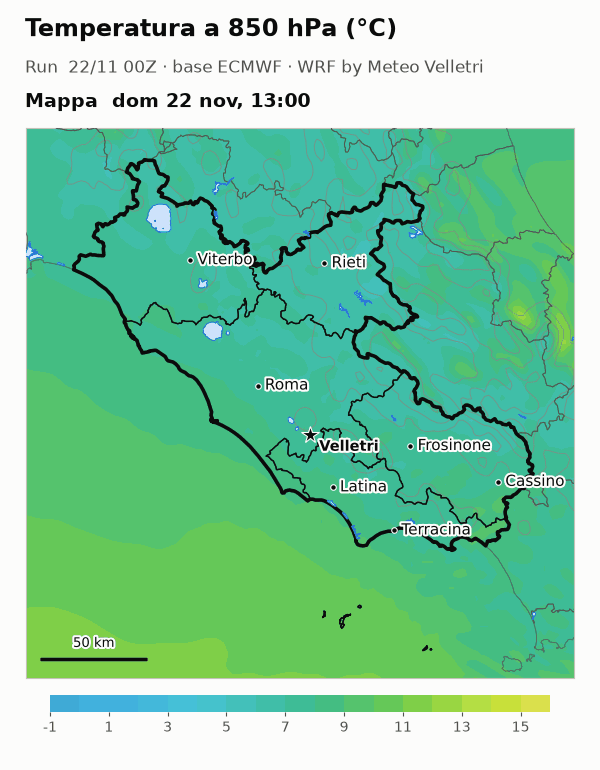 Temperatura a 850 hPa (°C)
Run  22/11 00Z · base ECMWF · WRF by Meteo Velletri
Mappa  dom 22 nov, 13:00
Viterbo
Rieti
Roma
Velletri
Frosinone
Latina
Cassino
Terracina
50 km
-1 1 3 5 7 9 11 13 15